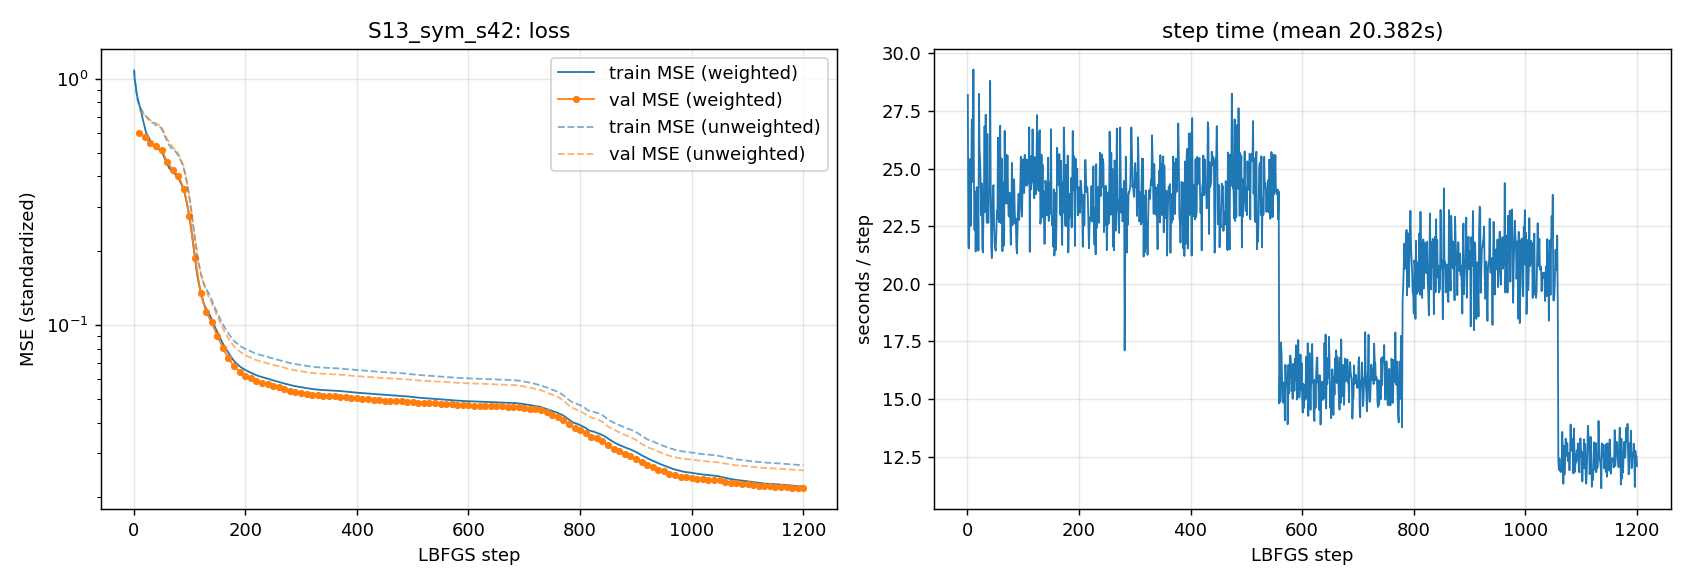 S13_sym_s42: loss
train MSE (weighted)
val MSE (weighted)
train MSE (unweighted)
val MSE (unweighted)
MSE (standardized)
10⁰
10⁻¹
0 200 400 600 800 1000 1200
LBFGS step
step time (mean 20.382s)
seconds / step
30.0
27.5
25.0
22.5
20.0
17.5
15.0
12.5
0 200 400 600 800 1000 1200
LBFGS step